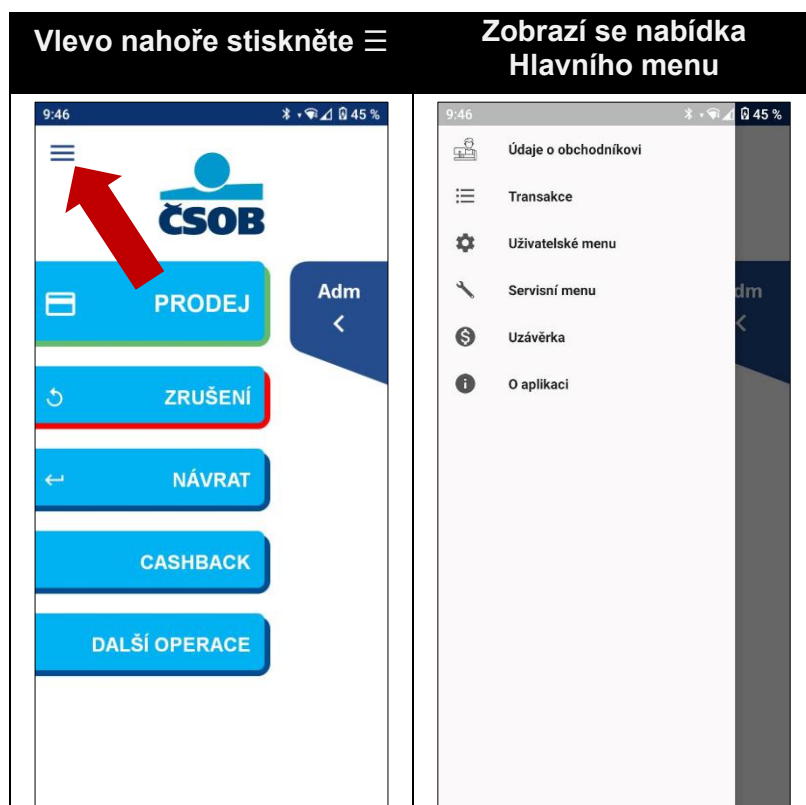 Vlevo nahoře stiskněte ☰
Zobrazí se nabídka
Hlavního menu
9:46
45 %
ČSOB
PRODEJ
Adm
ZRUŠENÍ
NÁVRAT
CASHBACK
DALŠÍ OPERACE
9:46
45 %
Údaje o obchodníkovi
Transakce
Uživatelské menu
Servisní menu
Uzávěrka
O aplikaci
dm